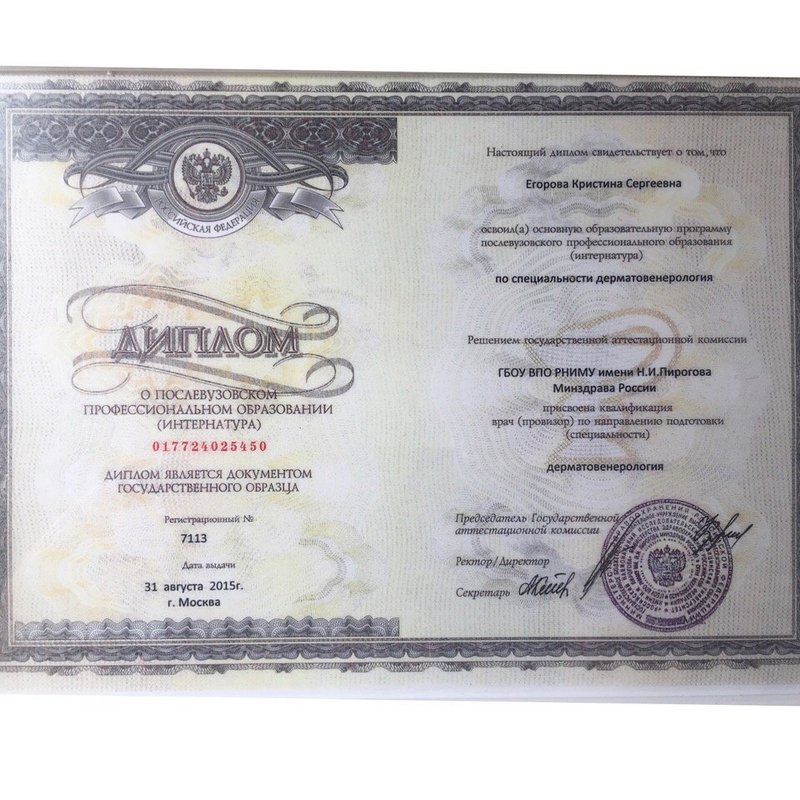 РОССИЙСКАЯ ФЕДЕРАЦИЯ
ДИПЛОМ
О ПОСЛЕВУЗОВСКОМ
ПРОФЕССИОНАЛЬНОМ ОБРАЗОВАНИИ
(ИНТЕРНАТУРА)
017724025450
ДИПЛОМ ЯВЛЯЕТСЯ ДОКУМЕНТОМ
ГОСУДАРСТВЕННОГО ОБРАЗЦА
Регистрационный №
7113
Дата выдачи
31 августа 2015г.
г. Москва
Настоящий диплом свидетельствует о том, что
Егорова Кристина Сергеевна
освоил(а) основную образовательную программу
послевузовского профессионального образования
(интернатура)
по специальности дерматовенерология
Решением государственной аттестационной комиссии
ГБОУ ВПО РНИМУ имени Н.И.Пирогова
Минздрава России
присвоена квалификация
врач (провизор) по направлению подготовки
(специальности)
дерматовенерология
Председатель Государственной
аттестационной комиссии
Ректор/Директор
Секретарь